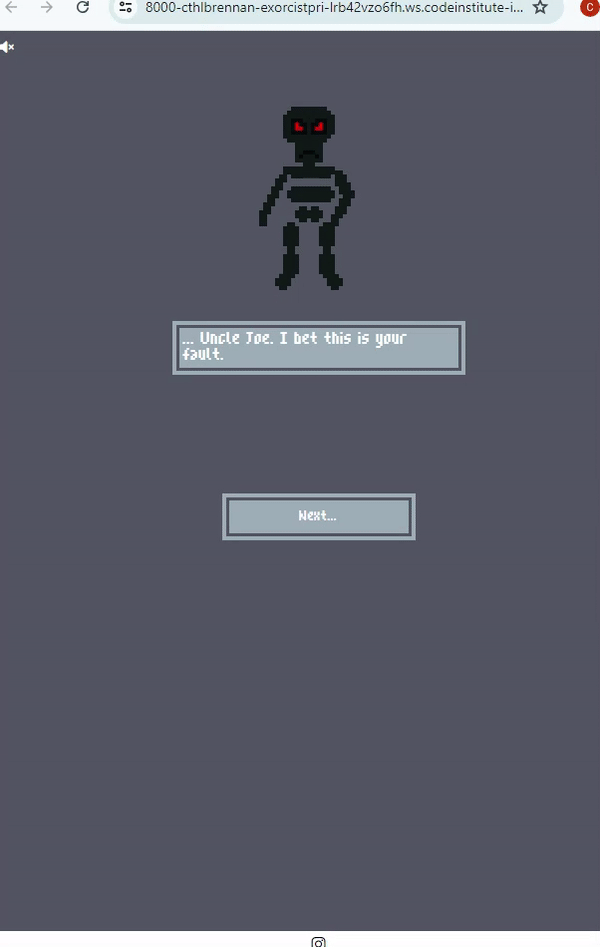 8000-cthlbrennan-exorcistpri-lrb42vzo6fh.ws.codeinstitute-i...
C
... Uncle Joe. I bet this is your
fault.
Next...